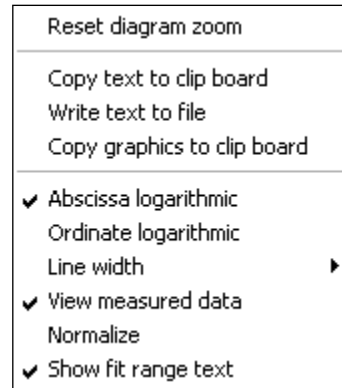 Reset diagram zoom
Copy text to clip board
Write text to file
Copy graphics to clip board
Abscissa logarithmic
Ordinate logarithmic
Line width
View measured data
Normalize
Show fit range text